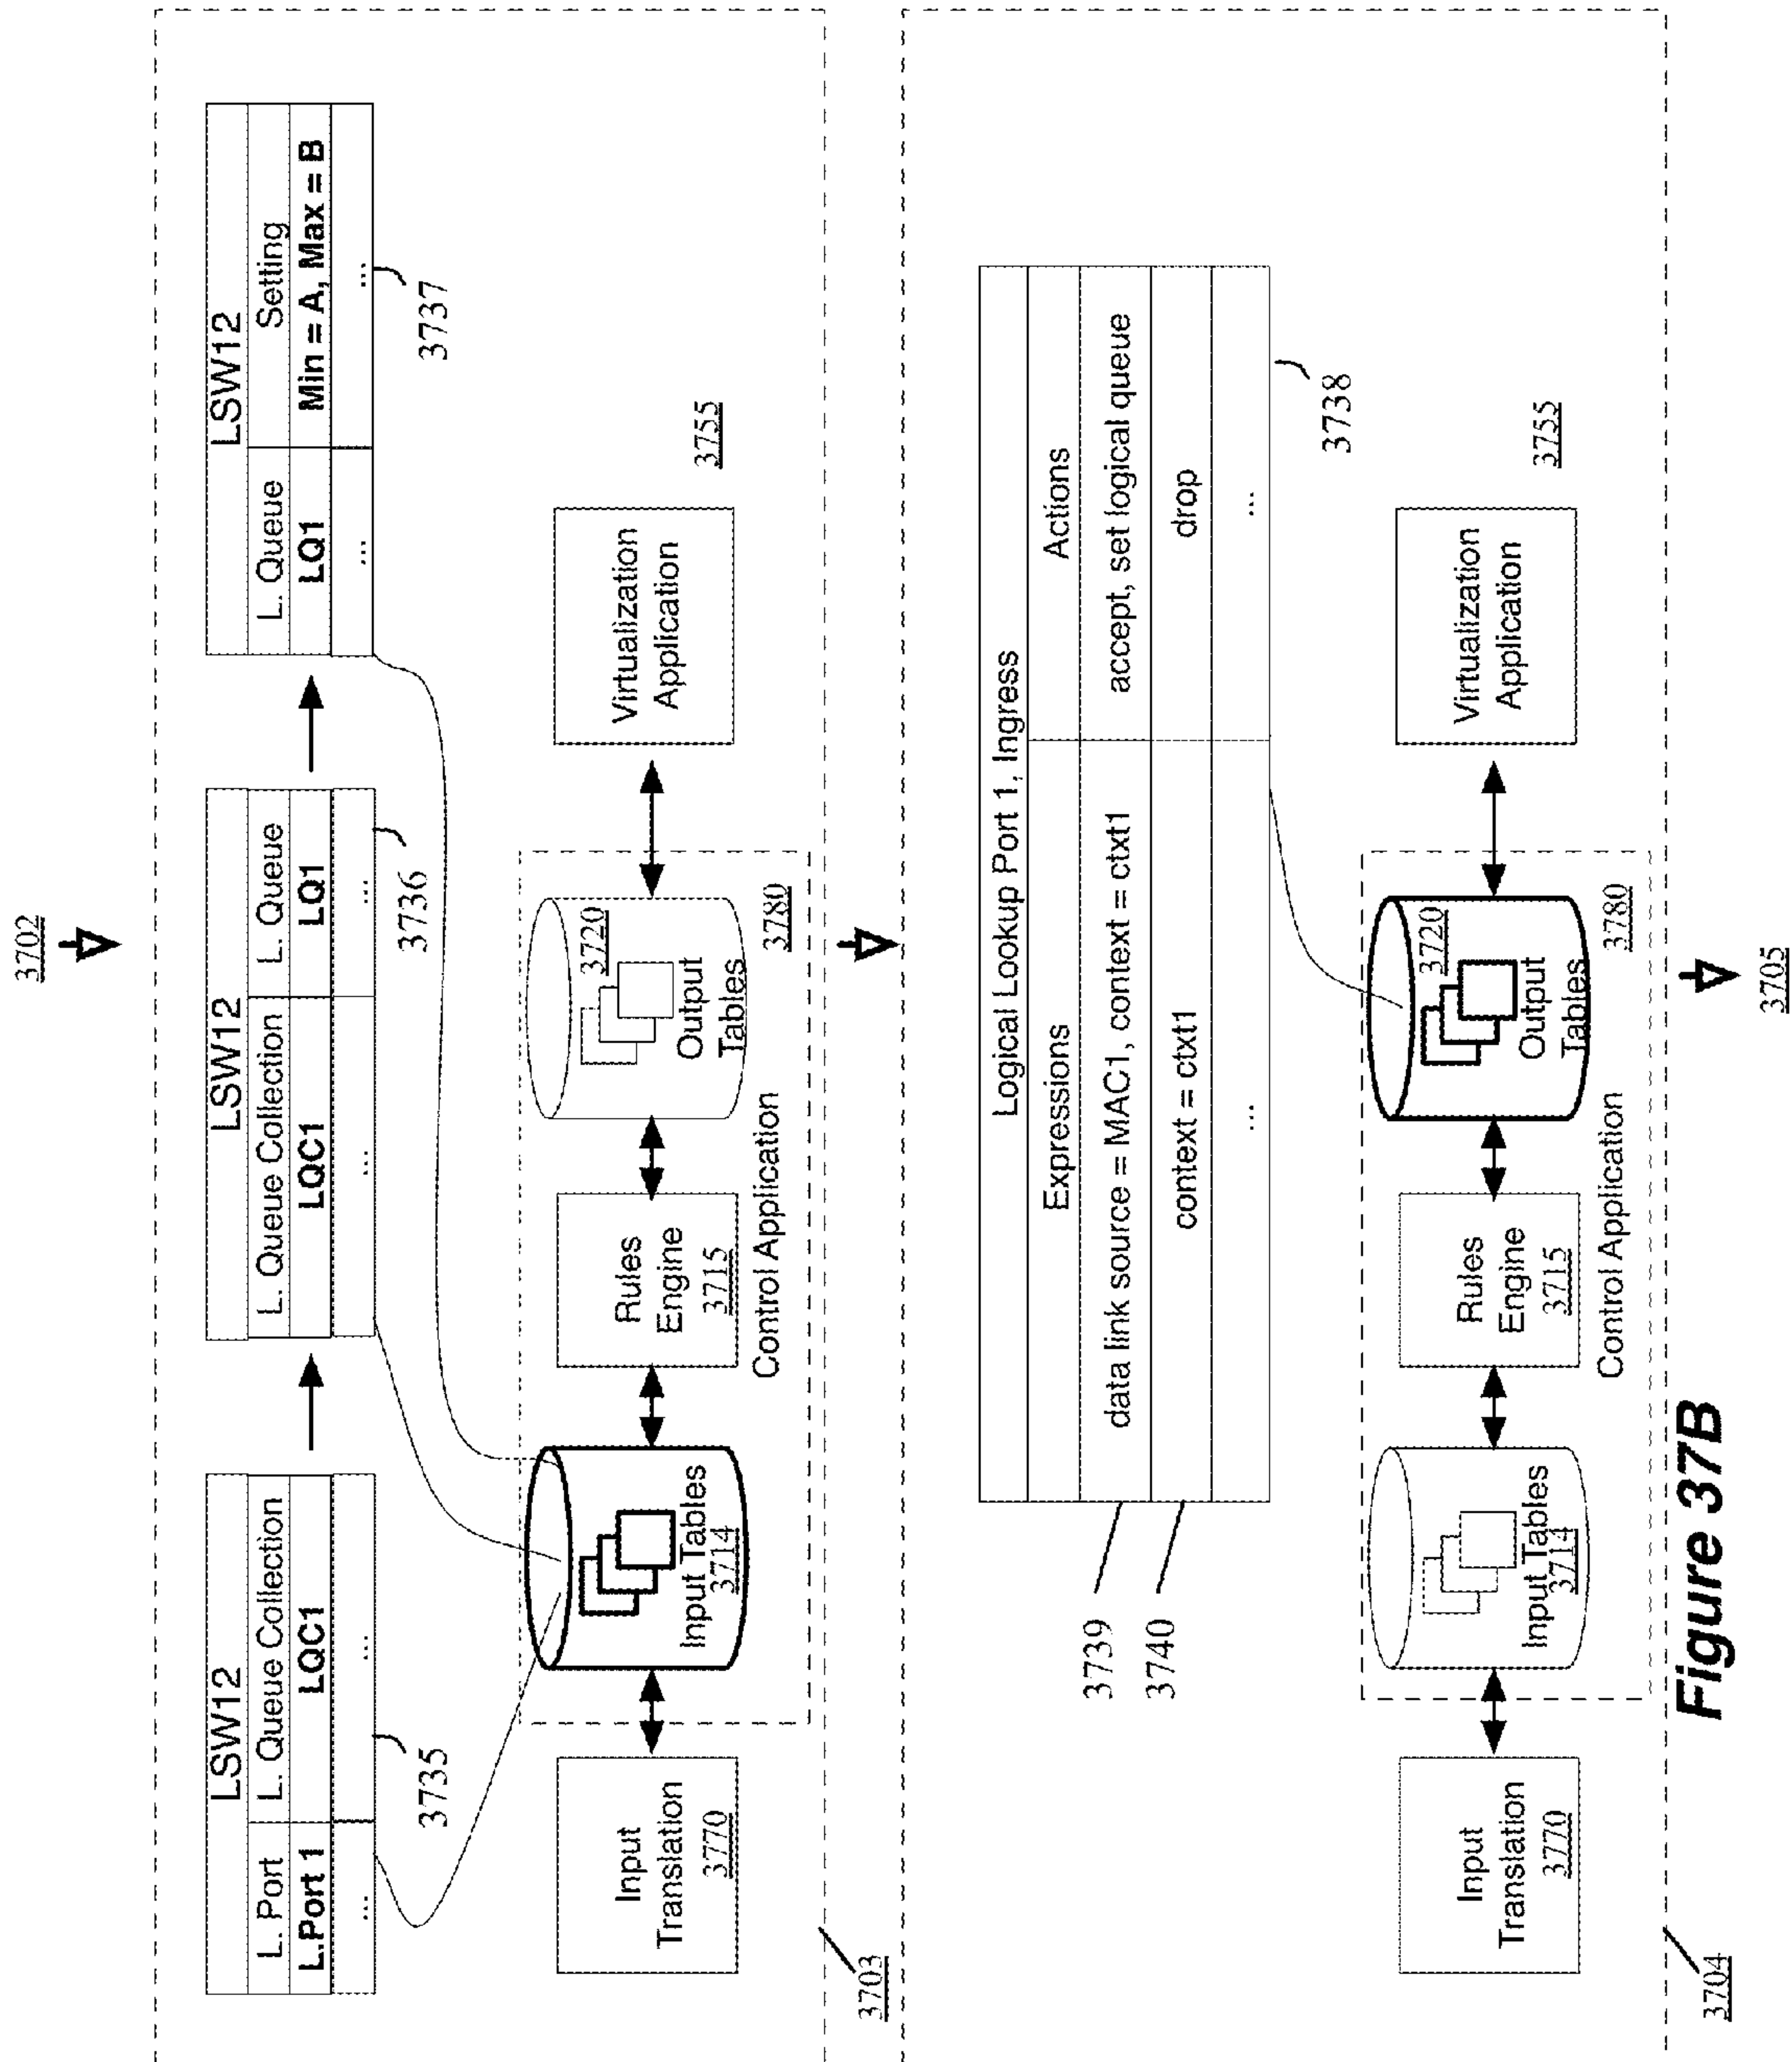 3702
LSW12
L. Port L. Queue Collection
L.Port 1 LQC1
... ...
3735
LSW12
L. Queue Collection L. Queue
LQC1 LQ1
... ...
3736
LSW12
L. Queue Setting
LQ1 Min = A, Max = B
... ...
3737
Input
Translation
3770
Input Tables
3714
Rules
Engine
3715
3720
Output
Tables
3780
Control Application
Virtualization
Application
3755
3703
Logical Lookup Port 1, Ingress
Expressions Actions
data link source = MAC1, context = ctxt1 accept, set logical queue
context = ctxt1 drop
... ...
3739
3740
3738
Input
Translation
3770
Input Tables
3714
Rules
Engine
3715
3720
Output
Tables
3780
Control Application
Virtualization
Application
3755
3704
3705
Figure 37B